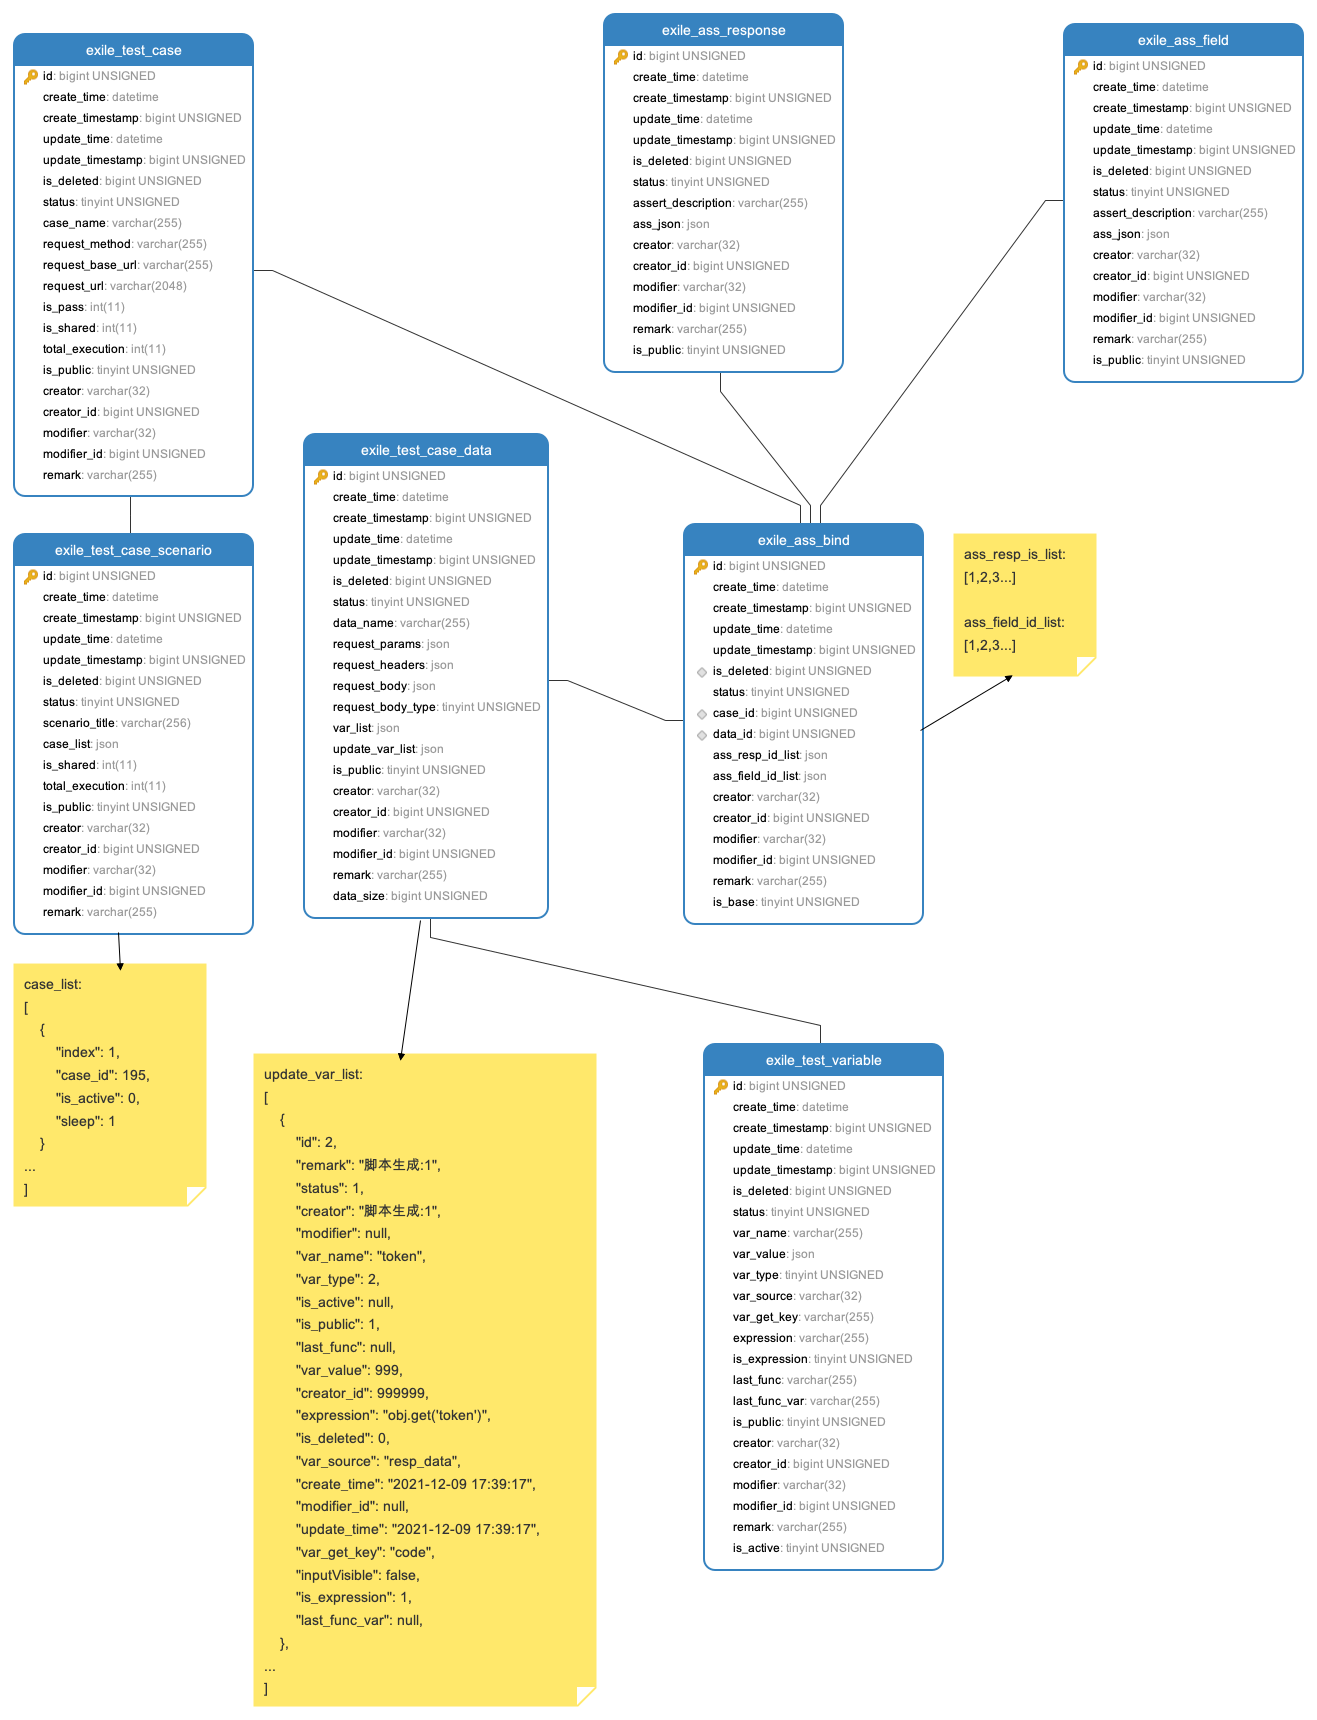 exile_test_case
id: bigint UNSIGNED
create_time: datetime
create_timestamp: bigint UNSIGNED
update_time: datetime
update_timestamp: bigint UNSIGNED
is_deleted: bigint UNSIGNED
status: tinyint UNSIGNED
case_name: varchar(255)
request_method: varchar(255)
request_base_url: varchar(255)
request_url: varchar(2048)
is_pass: int(11)
is_shared: int(11)
total_execution: int(11)
is_public: tinyint UNSIGNED
creator: varchar(32)
creator_id: bigint UNSIGNED
modifier: varchar(32)
modifier_id: bigint UNSIGNED
remark: varchar(255)
exile_ass_response
id: bigint UNSIGNED
create_time: datetime
create_timestamp: bigint UNSIGNED
update_time: datetime
update_timestamp: bigint UNSIGNED
is_deleted: bigint UNSIGNED
status: tinyint UNSIGNED
assert_description: varchar(255)
ass_json: json
creator: varchar(32)
creator_id: bigint UNSIGNED
modifier: varchar(32)
modifier_id: bigint UNSIGNED
remark: varchar(255)
is_public: tinyint UNSIGNED
exile_ass_field
id: bigint UNSIGNED
create_time: datetime
create_timestamp: bigint UNSIGNED
update_time: datetime
update_timestamp: bigint UNSIGNED
is_deleted: bigint UNSIGNED
status: tinyint UNSIGNED
assert_description: varchar(255)
ass_json: json
creator: varchar(32)
creator_id: bigint UNSIGNED
modifier: varchar(32)
modifier_id: bigint UNSIGNED
remark: varchar(255)
is_public: tinyint UNSIGNED
exile_test_case_scenario
id: bigint UNSIGNED
create_time: datetime
create_timestamp: bigint UNSIGNED
update_time: datetime
update_timestamp: bigint UNSIGNED
is_deleted: bigint UNSIGNED
status: tinyint UNSIGNED
scenario_title: varchar(256)
case_list: json
is_shared: int(11)
total_execution: int(11)
is_public: tinyint UNSIGNED
creator: varchar(32)
creator_id: bigint UNSIGNED
modifier: varchar(32)
modifier_id: bigint UNSIGNED
remark: varchar(255)
exile_test_case_data
id: bigint UNSIGNED
create_time: datetime
create_timestamp: bigint UNSIGNED
update_time: datetime
update_timestamp: bigint UNSIGNED
is_deleted: bigint UNSIGNED
status: tinyint UNSIGNED
data_name: varchar(255)
request_params: json
request_headers: json
request_body: json
request_body_type: tinyint UNSIGNED
var_list: json
update_var_list: json
is_public: tinyint UNSIGNED
creator: varchar(32)
creator_id: bigint UNSIGNED
modifier: varchar(32)
modifier_id: bigint UNSIGNED
remark: varchar(255)
data_size: bigint UNSIGNED
exile_ass_bind
id: bigint UNSIGNED
create_time: datetime
create_timestamp: bigint UNSIGNED
update_time: datetime
update_timestamp: bigint UNSIGNED
is_deleted: bigint UNSIGNED
status: tinyint UNSIGNED
case_id: bigint UNSIGNED
data_id: bigint UNSIGNED
ass_resp_id_list: json
ass_field_id_list: json
creator: varchar(32)
creator_id: bigint UNSIGNED
modifier: varchar(32)
modifier_id: bigint UNSIGNED
remark: varchar(255)
is_base: tinyint UNSIGNED
ass_resp_is_list:
[1,2,3...]
ass_field_id_list:
[1,2,3...]
case_list:
[
{
"index": 1,
"case_id": 195,
"is_active": 0,
"sleep": 1
}
...
]
update_var_list:
[
{
"id": 2,
"remark": "脚本生成:1",
"status": 1,
"creator": "脚本生成:1",
"modifier": null,
"var_name": "token",
"var_type": 2,
"is_active": null,
"is_public": 1,
"last_func": null,
"var_value": 999,
"creator_id": 999999,
"expression": "obj.get('token')",
"is_deleted": 0,
"var_source": "resp_data",
"create_time": "2021-12-09 17:39:17",
"modifier_id": null,
"update_time": "2021-12-09 17:39:17",
"var_get_key": "code",
"inputVisible": false,
"is_expression": 1,
"last_func_var": null,
},
...
]
exile_test_variable
id: bigint UNSIGNED
create_time: datetime
create_timestamp: bigint UNSIGNED
update_time: datetime
update_timestamp: bigint UNSIGNED
is_deleted: bigint UNSIGNED
status: tinyint UNSIGNED
var_name: varchar(255)
var_value: json
var_type: tinyint UNSIGNED
var_source: varchar(32)
var_get_key: varchar(255)
expression: varchar(255)
is_expression: tinyint UNSIGNED
last_func: varchar(255)
last_func_var: varchar(255)
is_public: tinyint UNSIGNED
creator: varchar(32)
creator_id: bigint UNSIGNED
modifier: varchar(32)
modifier_id: bigint UNSIGNED
remark: varchar(255)
is_active: tinyint UNSIGNED